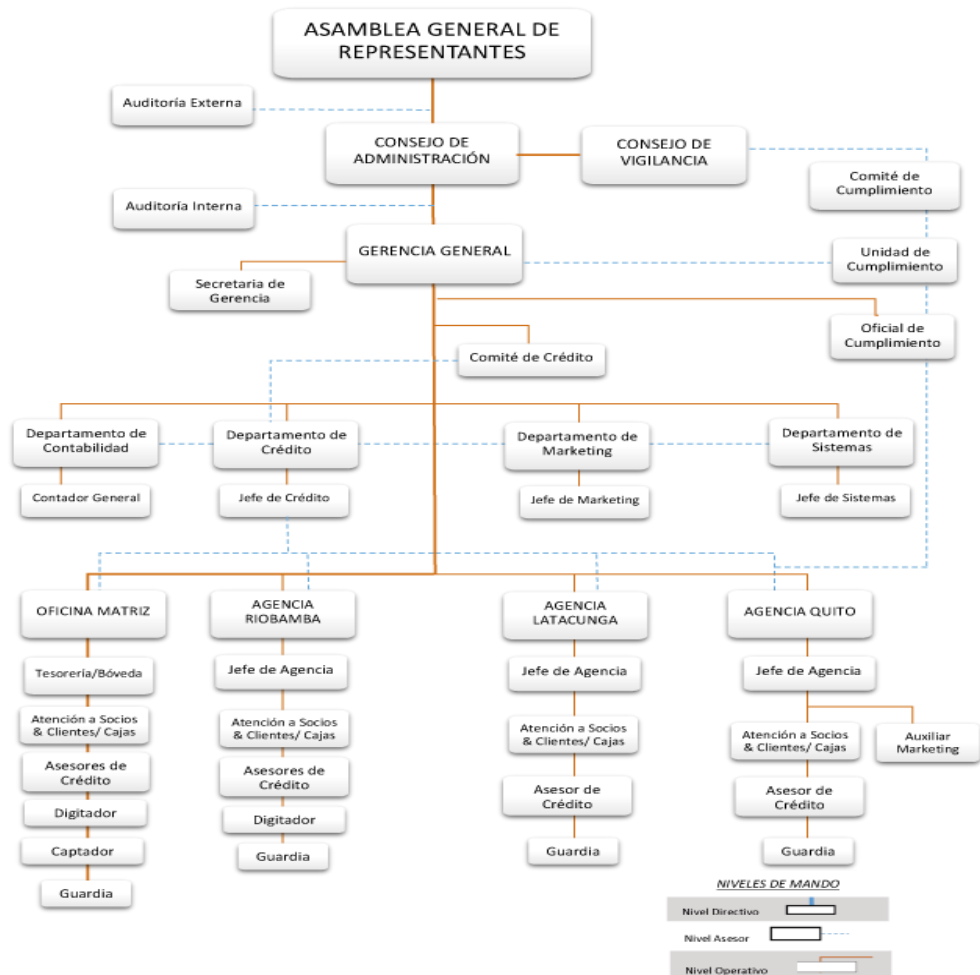 ASAMBLEA GENERAL DE
REPRESENTANTES
Auditoría Externa
CONSEJO DE
ADMINISTRACIÓN
CONSEJO DE
VIGILANCIA
Comité de
Cumplimiento
Auditoría Interna
GERENCIA GENERAL
Unidad de
Cumplimiento
Secretaria de
Gerencia
Oficial de
Cumplimiento
Comité de Crédito
Departamento de
Contabilidad
Departamento de
Crédito
Departamento de
Marketing
Departamento de
Sistemas
Contador General
Jefe de Crédito
Jefe de Marketing
Jefe de Sistemas
OFICINA MATRIZ
AGENCIA
RIOBAMBA
AGENCIA
LATACUNGA
AGENCIA QUITO
Tesorería/Bóveda
Jefe de Agencia
Jefe de Agencia
Jefe de Agencia
Atención a Socios
& Clientes/ Cajas
Atención a Socios
& Clientes/ Cajas
Atención a Socios
& Clientes/ Cajas
Atención a Socios
& Clientes/ Cajas
Auxiliar
Marketing
Asesores de
Crédito
Asesores de
Crédito
Asesor de
Crédito
Asesor de
Crédito
Digitador
Digitador
Captador
Guardia
Guardia
Guardia
Guardia
NIVELES DE MANDO
Nivel Directivo
Nivel Asesor
Nivel Operativo